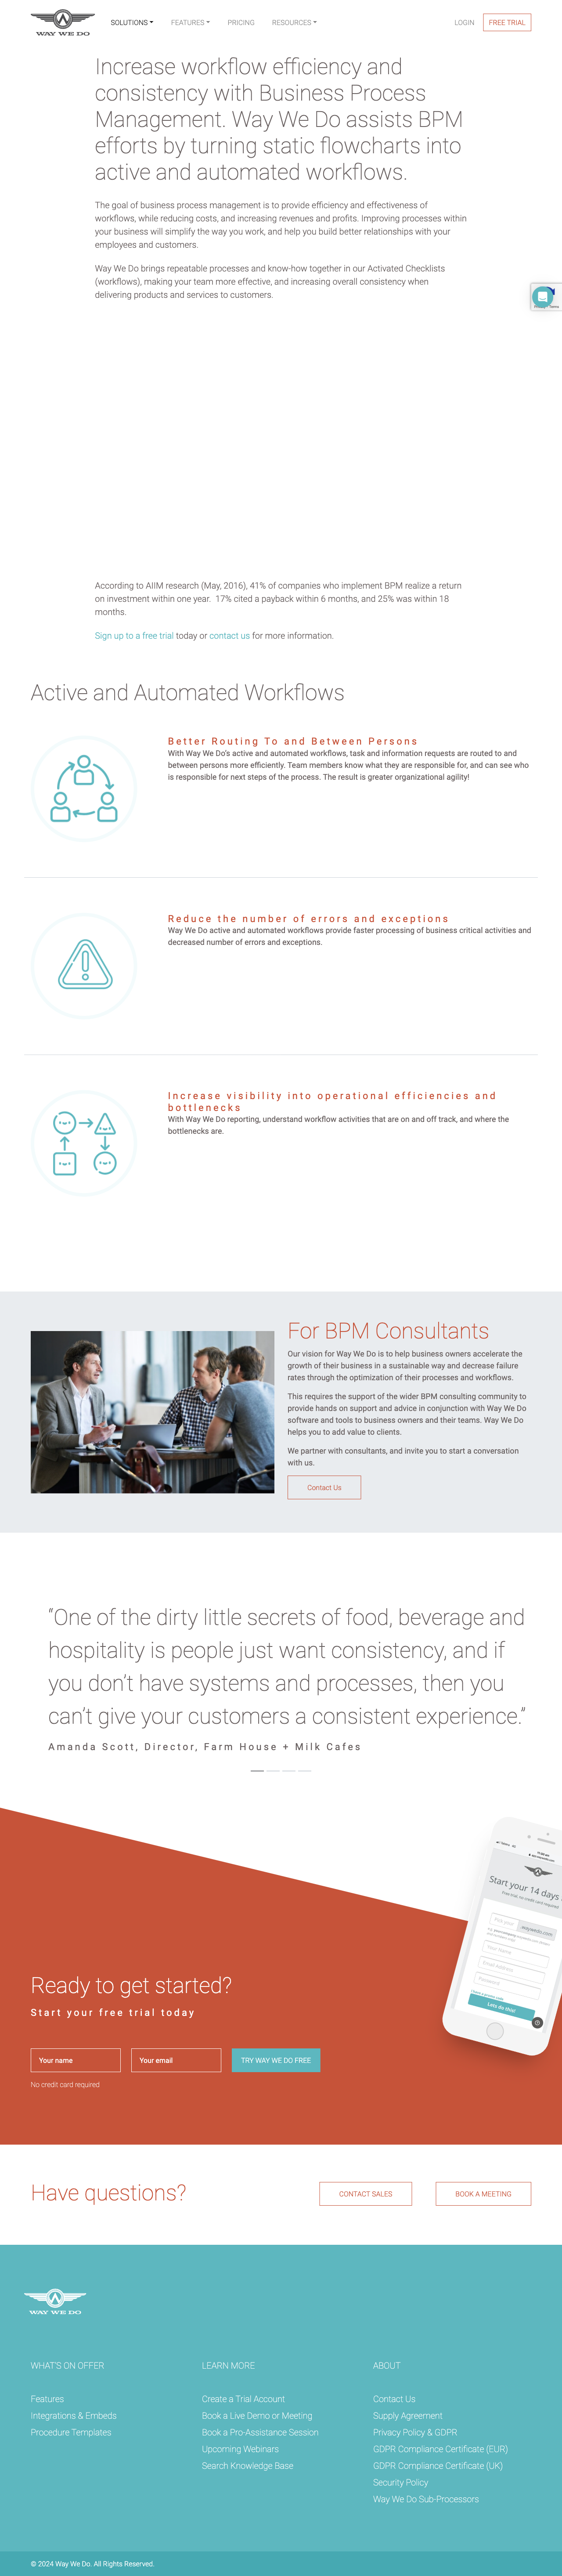 WAY WE DO
SOLUTIONS
FEATURES
PRICING
RESOURCES
LOGIN
FREE TRIAL
Increase workflow efficiency and
consistency with Business Process
Management. Way We Do assists BPM
efforts by turning static flowcharts into
active and automated workflows.
The goal of business process management is to provide efficiency and effectiveness of
workflows, while reducing costs, and increasing revenues and profits. Improving processes within
your business will simplify the way you work, and help you build better relationships with your
employees and customers.
Way We Do brings repeatable processes and know-how together in our Activated Checklists
(workflows), making your team more effective, and increasing overall consistency when
delivering products and services to customers.
According to AIIM research (May, 2016), 41% of companies who implement BPM realize a return
on investment within one year.  17% cited a payback within 6 months, and 25% was within 18
months.
Sign up to a free trial today or contact us for more information.
Active and Automated Workflows
Better Routing To and Between Persons
With Way We Do's active and automated workflows, task and information requests are routed to and
between persons more efficiently. Team members know what they are responsible for, and can see who
is responsible for next steps of the process. The result is greater organizational agility!
Reduce the number of errors and exceptions
Way We Do active and automated workflows provide faster processing of business critical activities and
decreased number of errors and exceptions.
Increase visibility into operational efficiencies and
bottlenecks
With Way We Do reporting, understand workflow activities that are on and off track, and where the
bottlenecks are.
For BPM Consultants
Our vision for Way We Do is to help business owners accelerate the
growth of their business in a sustainable way and decrease failure
rates through the optimization of their processes and workflows.
This requires the support of the wider BPM consulting community to
provide hands on support and advice in conjunction with Way We Do
software and tools to business owners and their teams. Way We Do
helps you to add value to clients.
We partner with consultants, and invite you to start a conversation
with us.
Contact Us
“One of the dirty little secrets of food, beverage and
hospitality is people just want consistency, and if
you don’t have systems and processes, then you
can’t give your customers a consistent experience.”
Amanda Scott, Director, Farm House + Milk Cafes
Start your 14 days
Free trial, no credit card required
Pick your
.waywedo.com
Your Name
Email Address
Password
Lets do this!
Ready to get started?
Start your free trial today
Your name
Your email
TRY WAY WE DO FREE
No credit card required
Have questions?
CONTACT SALES
BOOK A MEETING
WAY WE DO
WHAT'S ON OFFER
Features
Integrations & Embeds
Procedure Templates
LEARN MORE
Create a Trial Account
Book a Live Demo or Meeting
Book a Pro-Assistance Session
Upcoming Webinars
Search Knowledge Base
ABOUT
Contact Us
Supply Agreement
Privacy Policy & GDPR
GDPR Compliance Certificate (EUR)
GDPR Compliance Certificate (UK)
Security Policy
Way We Do Sub-Processors
© 2024 Way We Do. All Rights Reserved.